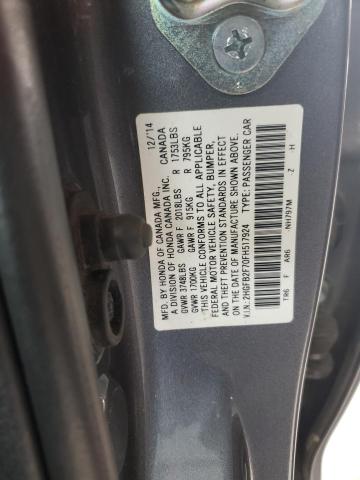 MFD. BY HONDA OF CANADA MFG., 12/'14
A DIVISION OF HONDA CANADA INC. CANADA
GVWR 3748LBS GAWR F 2018LBS R 1753LBS
GVWR 1700KG GAWR F 915KG R 795KG
THIS VEHICLE CONFORMS TO ALL APPLICABLE
FEDERAL MOTOR VEHICLE SAFETY, BUMPER,
AND THEFT PREVENTION STANDARDS IN EFFECT
ON THE DATE OF MANUFACTURE SHOWN ABOVE.
V.I.N.: 2HGFB2F70FH517924 TYPE: PASSENGER CAR
TR6 F AR6 NH797M Z H